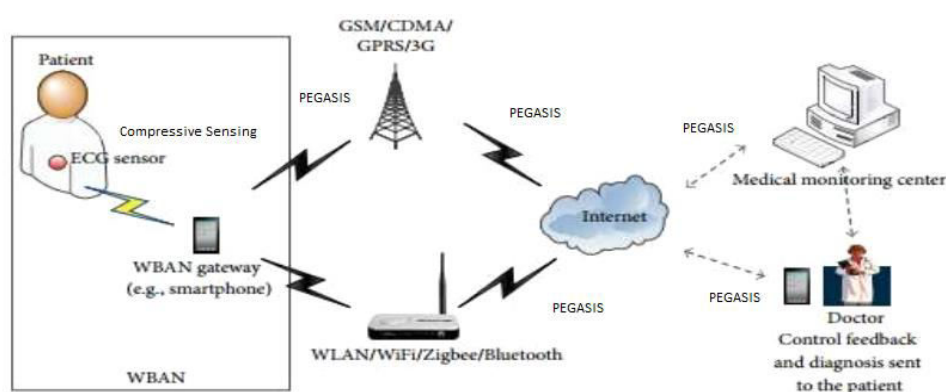 GSM/CDMA/
GPRS/3G
Patient
PEGASIS
PEGASIS
Compressive Sensing
PEGASIS
ECG sensor
Medical monitoring center
Internet
WBAN gateway
(e.g., smartphone)
PEGASIS
PEGASIS
WLAN/WiFi/Zigbee/Bluetooth
Doctor
Control feedback
and diagnosis sent
to the patient
WBAN